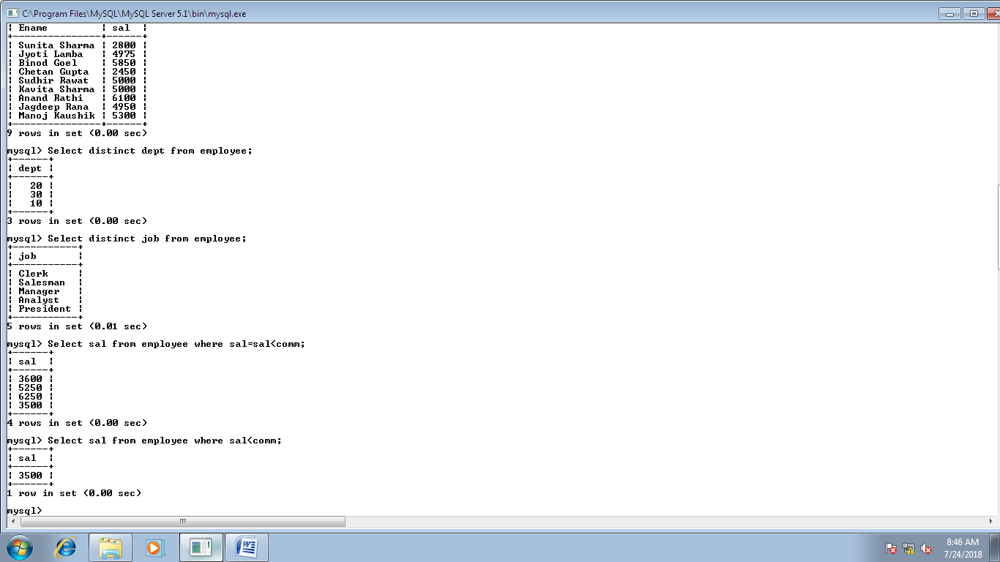 C:\Program Files\MySQL\MySQL Server 5.1\bin\mysql.exe
| Ename         | sal  |
+---------------+------+
| Sunita Sharma | 2800 |
| Jyoti Lamba   | 4975 |
| Binod Goel    | 5850 |
| Chetan Gupta  | 2450 |
| Sudhir Rawat  | 5000 |
| Kavita Sharma | 5000 |
| Anand Rathi   | 6100 |
| Jagdeep Rana  | 4950 |
| Manoj Kaushik | 5300 |
+---------------+------+
9 rows in set (0.00 sec)
mysql> Select distinct dept from employee;
+------+
| dept |
+------+
|   20 |
|   30 |
|   10 |
+------+
3 rows in set (0.00 sec)
mysql> Select distinct job from employee;
+-----------+
| job       |
+-----------+
| Clerk     |
| Salesman  |
| Manager   |
| Analyst   |
| President |
+-----------+
5 rows in set (0.01 sec)
mysql> Select sal from employee where sal=sal<comm;
+------+
| sal  |
+------+
| 3600 |
| 5250 |
| 6250 |
| 3500 |
+------+
4 rows in set (0.00 sec)
mysql> Select sal from employee where sal<comm;
+------+
| sal  |
+------+
| 3500 |
+------+
1 row in set (0.00 sec)
mysql>
8:46 AM
7/24/2018